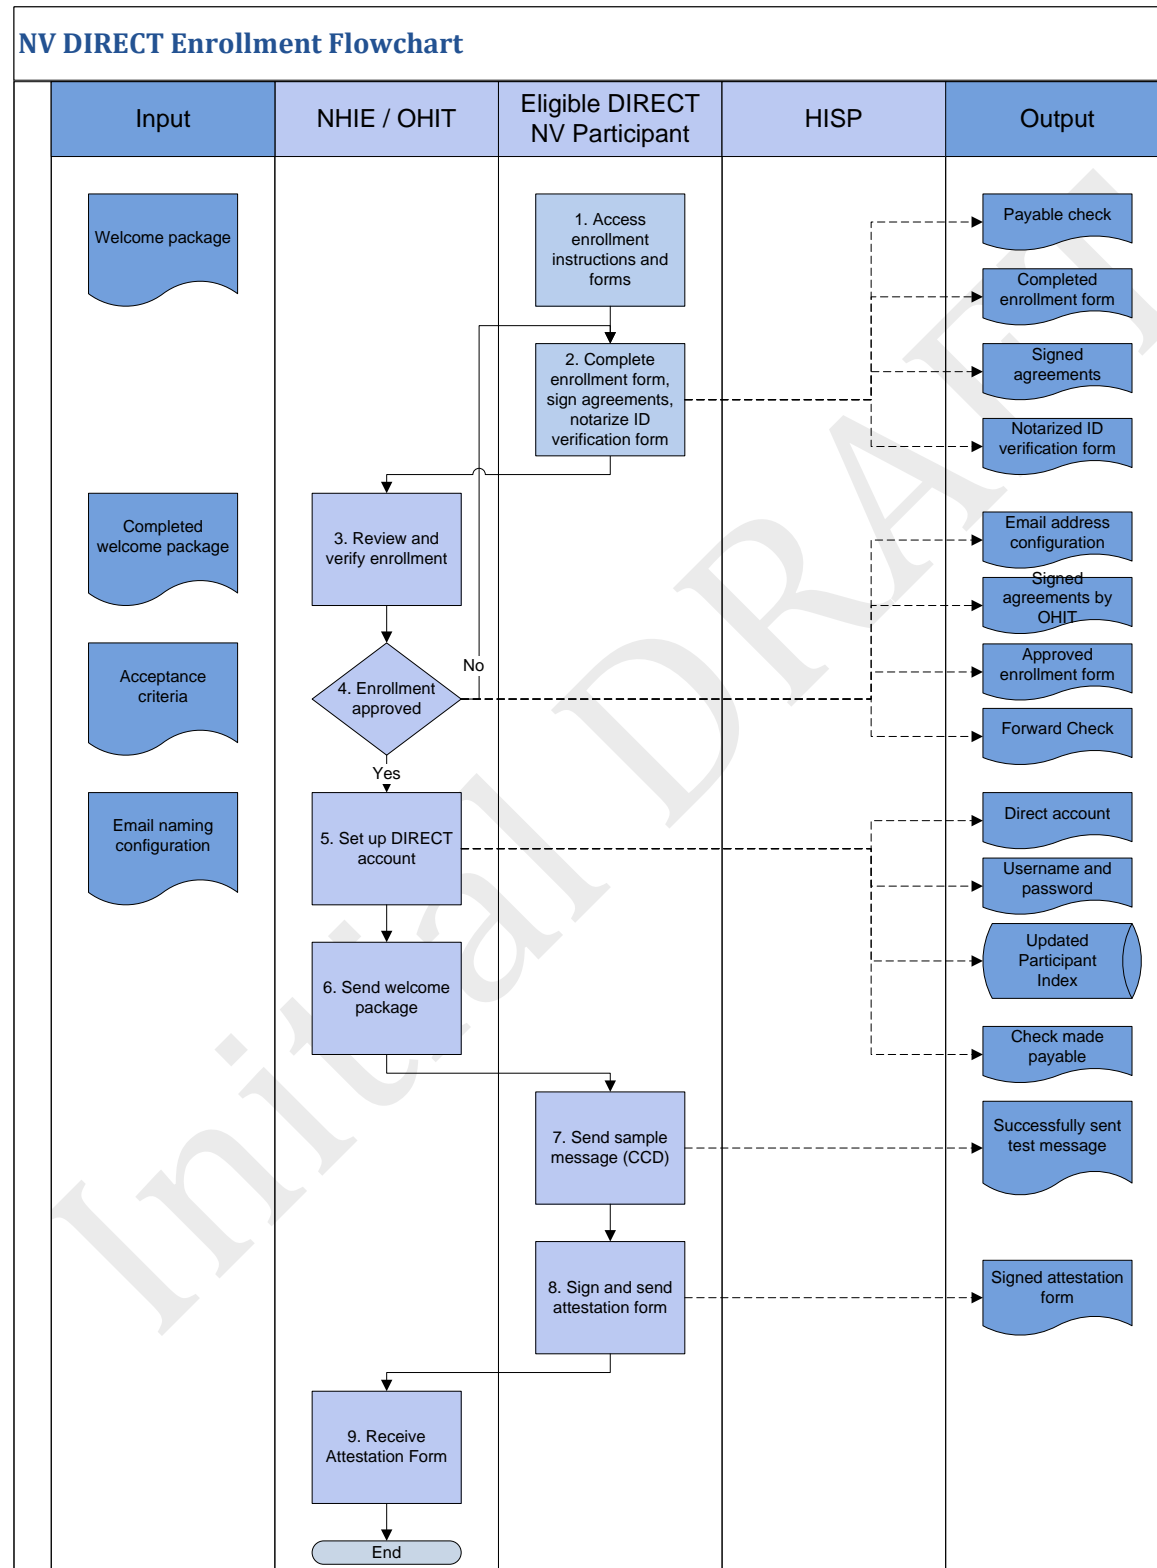 NV DIRECT Enrollment Flowchart
Input
NHIE / OHIT
Eligible DIRECT
NV Participant
HISP
Output
Welcome package
1. Access
enrollment
instructions and
forms
Payable check
Completed
enrollment form
2. Complete
enrollment form,
sign agreements,
notarize ID
verification form
Signed
agreements
Notarized ID
verification form
Completed
welcome package
3. Review and
verify enrollment
Email address
configuration
Signed
agreements by
OHIT
Acceptance
criteria
4. Enrollment
approved
No
Approved
enrollment form
Forward Check
Yes
Email naming
configuration
5. Set up DIRECT
account
Direct account
Username and
password
Updated
Participant
Index
6. Send welcome
package
Check made
payable
7. Send sample
message (CCD)
Successfully sent
test message
8. Sign and send
attestation form
Signed attestation
form
9. Receive
Attestation Form
End
Initial DRAFT